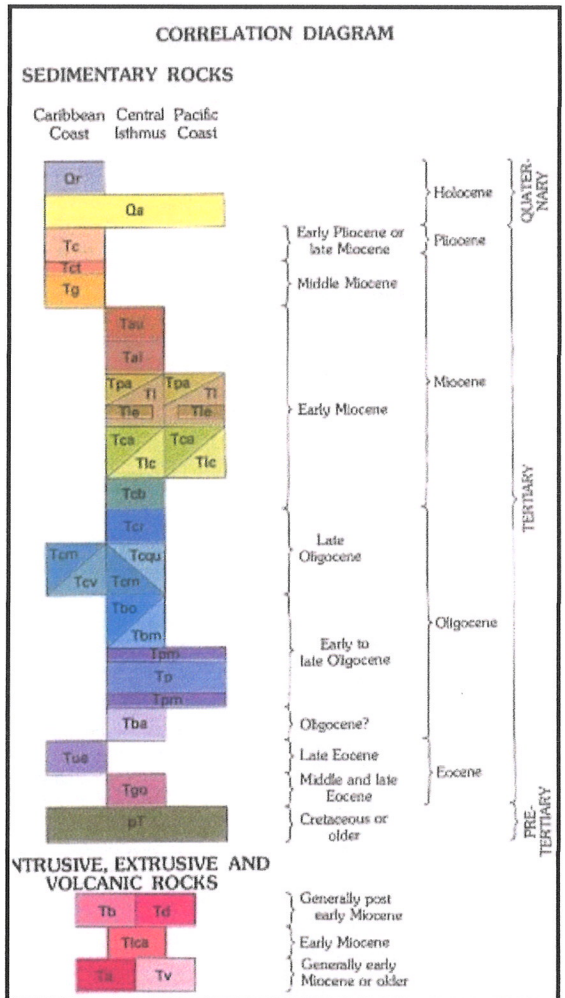 CORRELATION DIAGRAM
SEDIMENTARY ROCKS
Caribbean Central Pacific
Coast Isthmus Coast
Qr
Holocene
QUATER-
NARY
Qa
Tc
Early Pliocene or
late Miocene
Pliocene
Tct
Tg
Middle Miocene
Tau
Tal
Tpa Tl Tpa Tl
Miocene
Tle Tle
Early Miocene
Tca Tlc Tca Tlc
Tcb
TERTIARY
Tcr
Late
Oligocene
Tcm Tcv Tcqu Tcm
Tbo
Tbm
Oligocene
Tpm
Early to
late Oligocene
Tp
Tpm
Tba
Oligocene?
Tue
Late Eocene
Eocene
Tgo
Middle and late
Eocene
pT
Cretaceous or
older
PRE-
TERTIARY
NTRUSIVE, EXTRUSIVE AND
VOLCANIC ROCKS
Tb Td
Generally post
early Miocene
Tlca
Early Miocene
Tv
Generally early
Miocene or older